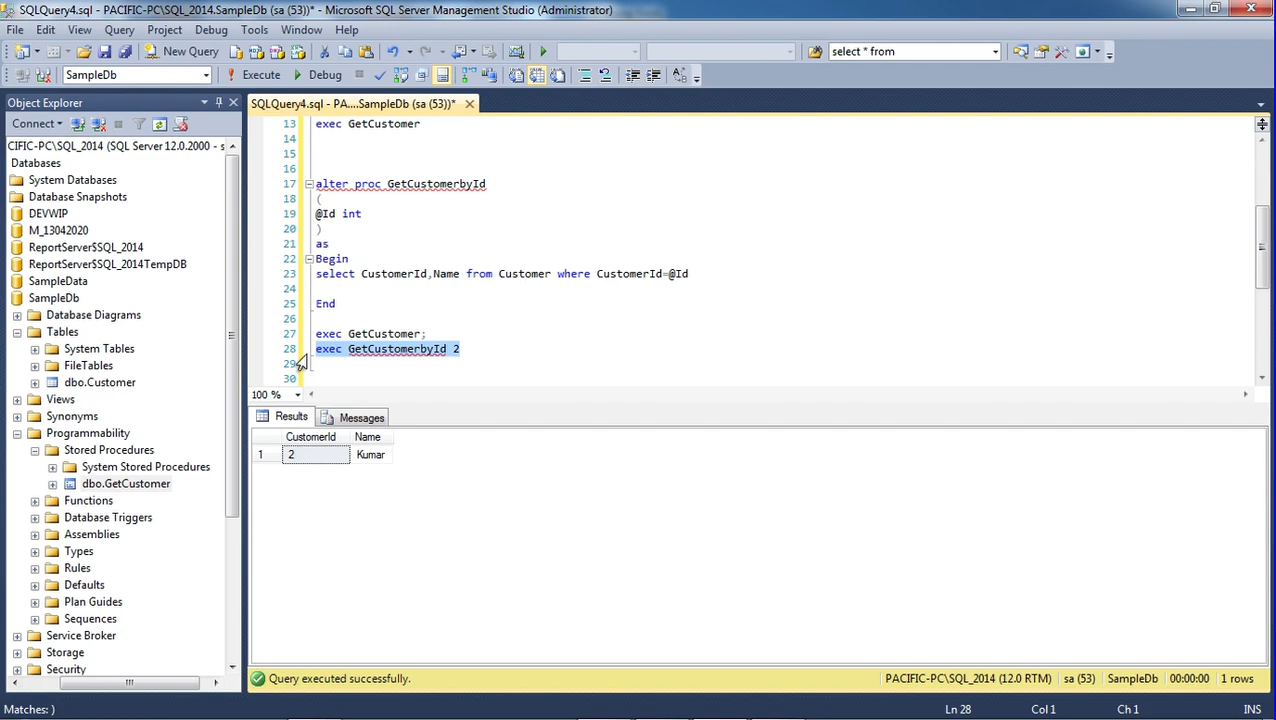 SQLQuery4.sql - PACIFIC-PC\SQL_2014.SampleDb (sa (53))* - Microsoft SQL Server Management Studio (Administrator)
File Edit View Query Project Debug Tools Window Help
New Query select * from
SampleDb Execute Debug
Object Explorer
Connect
CIFIC-PC\SQL_2014 (SQL Server 12.0.2000 - s
Databases
System Databases
Database Snapshots
DEVWIP
M_13042020
ReportServer$SQL_2014
ReportServer$SQL_2014TempDB
SampleData
SampleDb
Database Diagrams
Tables
System Tables
FileTables
dbo.Customer
Views
Synonyms
Programmability
Stored Procedures
System Stored Procedures
dbo.GetCustomer
Functions
Database Triggers
Assemblies
Types
Rules
Defaults
Plan Guides
Sequences
Service Broker
Storage
Security
SQLQuery4.sql - PA....SampleDb (sa (53))*
13 exec GetCustomer
14
15
16
17 alter proc GetCustomerbyId
18 (
19 @Id int
20 )
21 as
22 Begin
23 select CustomerId,Name from Customer where CustomerId=@Id
24
25 End
26
27 exec GetCustomer;
28 exec GetCustomerbyId 2
29
30
100 %
Results Messages
CustomerId Name
1 2 Kumar
Query executed successfully. PACIFIC-PC\SQL_2014 (12.0 RTM) sa (53) SampleDb 00:00:00 1 rows
Matches: ) Ln 28 Col 1 Ch 1 INS